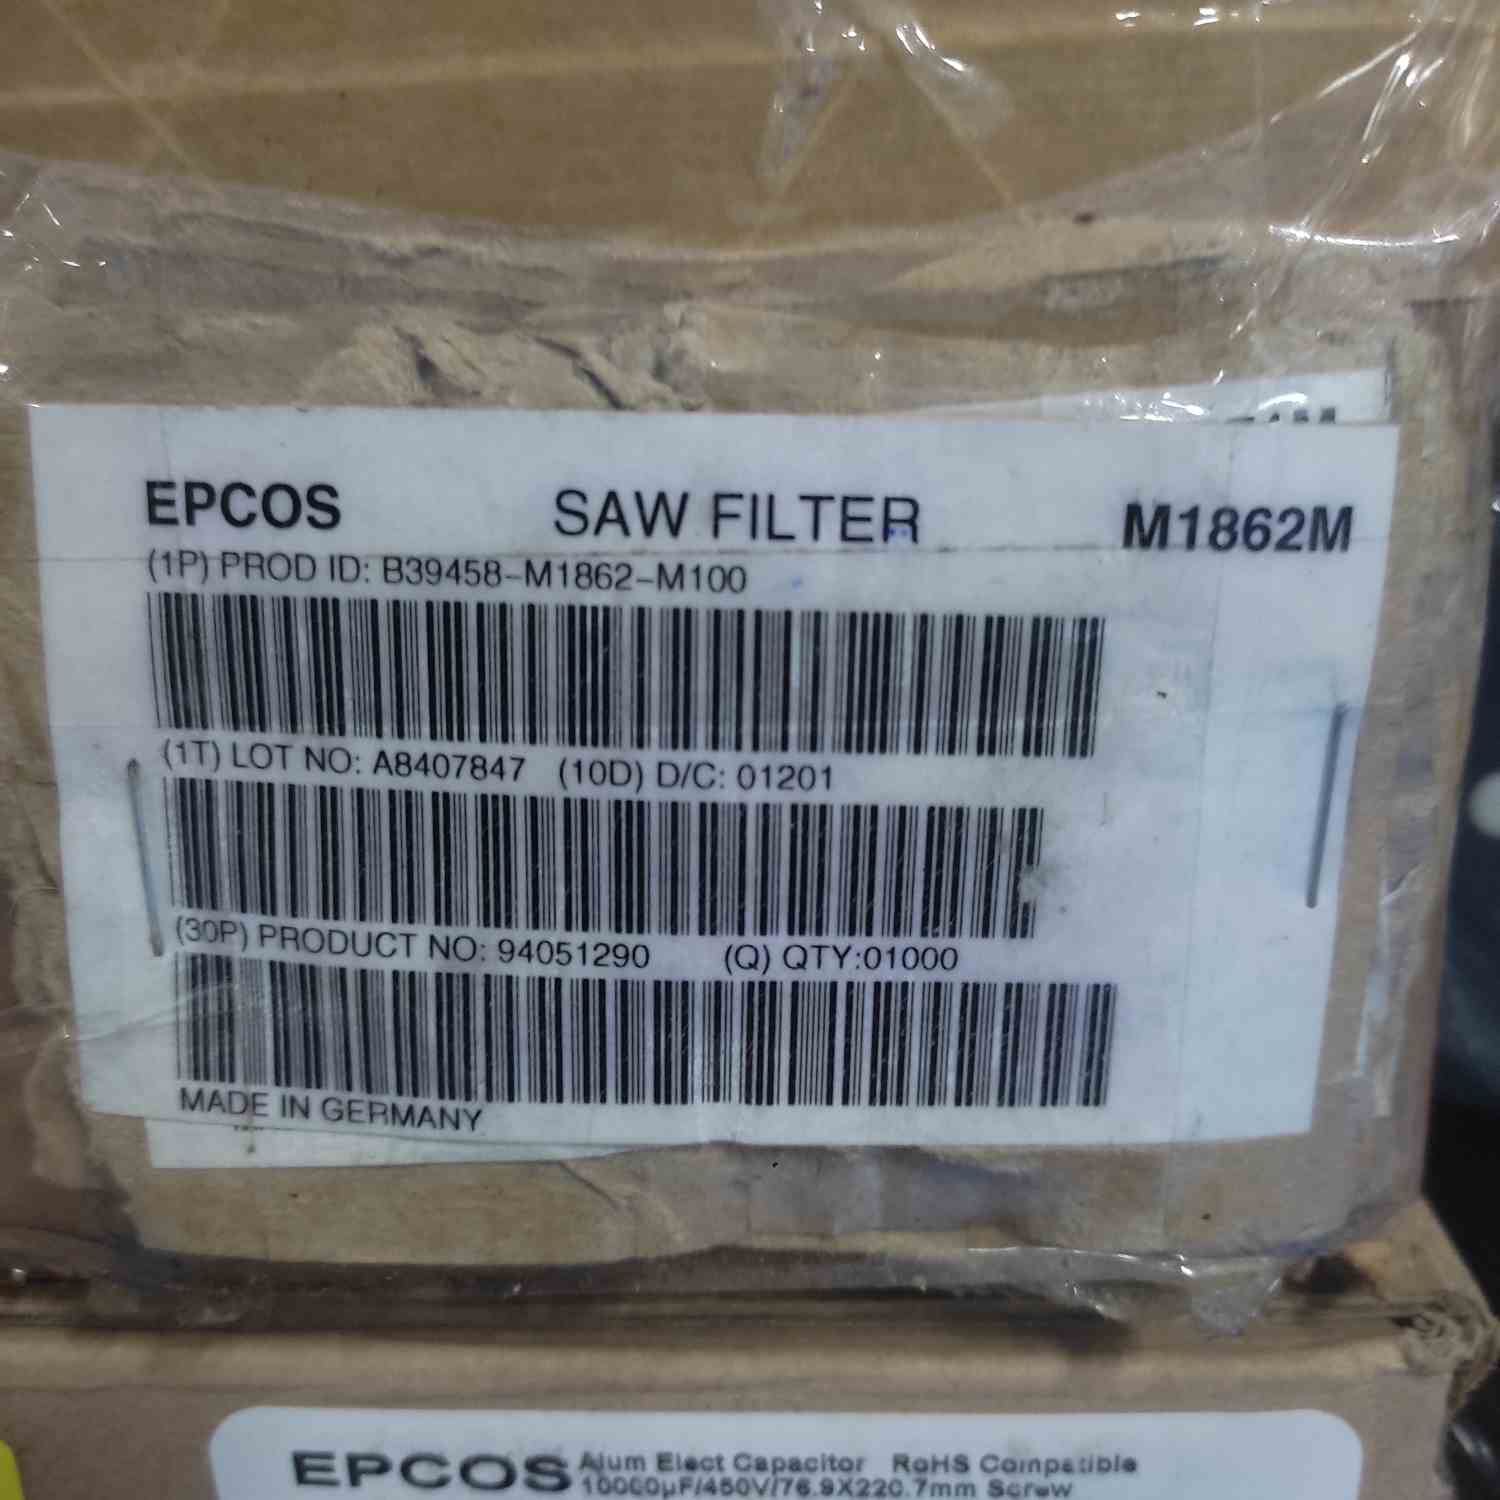 EPCOS SAW FILTER M1862M
(1P) PROD ID: B39458-M1862-M100
(1T) LOT NO: A8407847 (10D) D/C: 01201
(30P) PRODUCT NO: 94051290 (Q) QTY:01000
MADE IN GERMANY
EPCOS Alum Elect Capacitor RoHS Compatible
10000µF/450V/76.9X220.7mm Screw